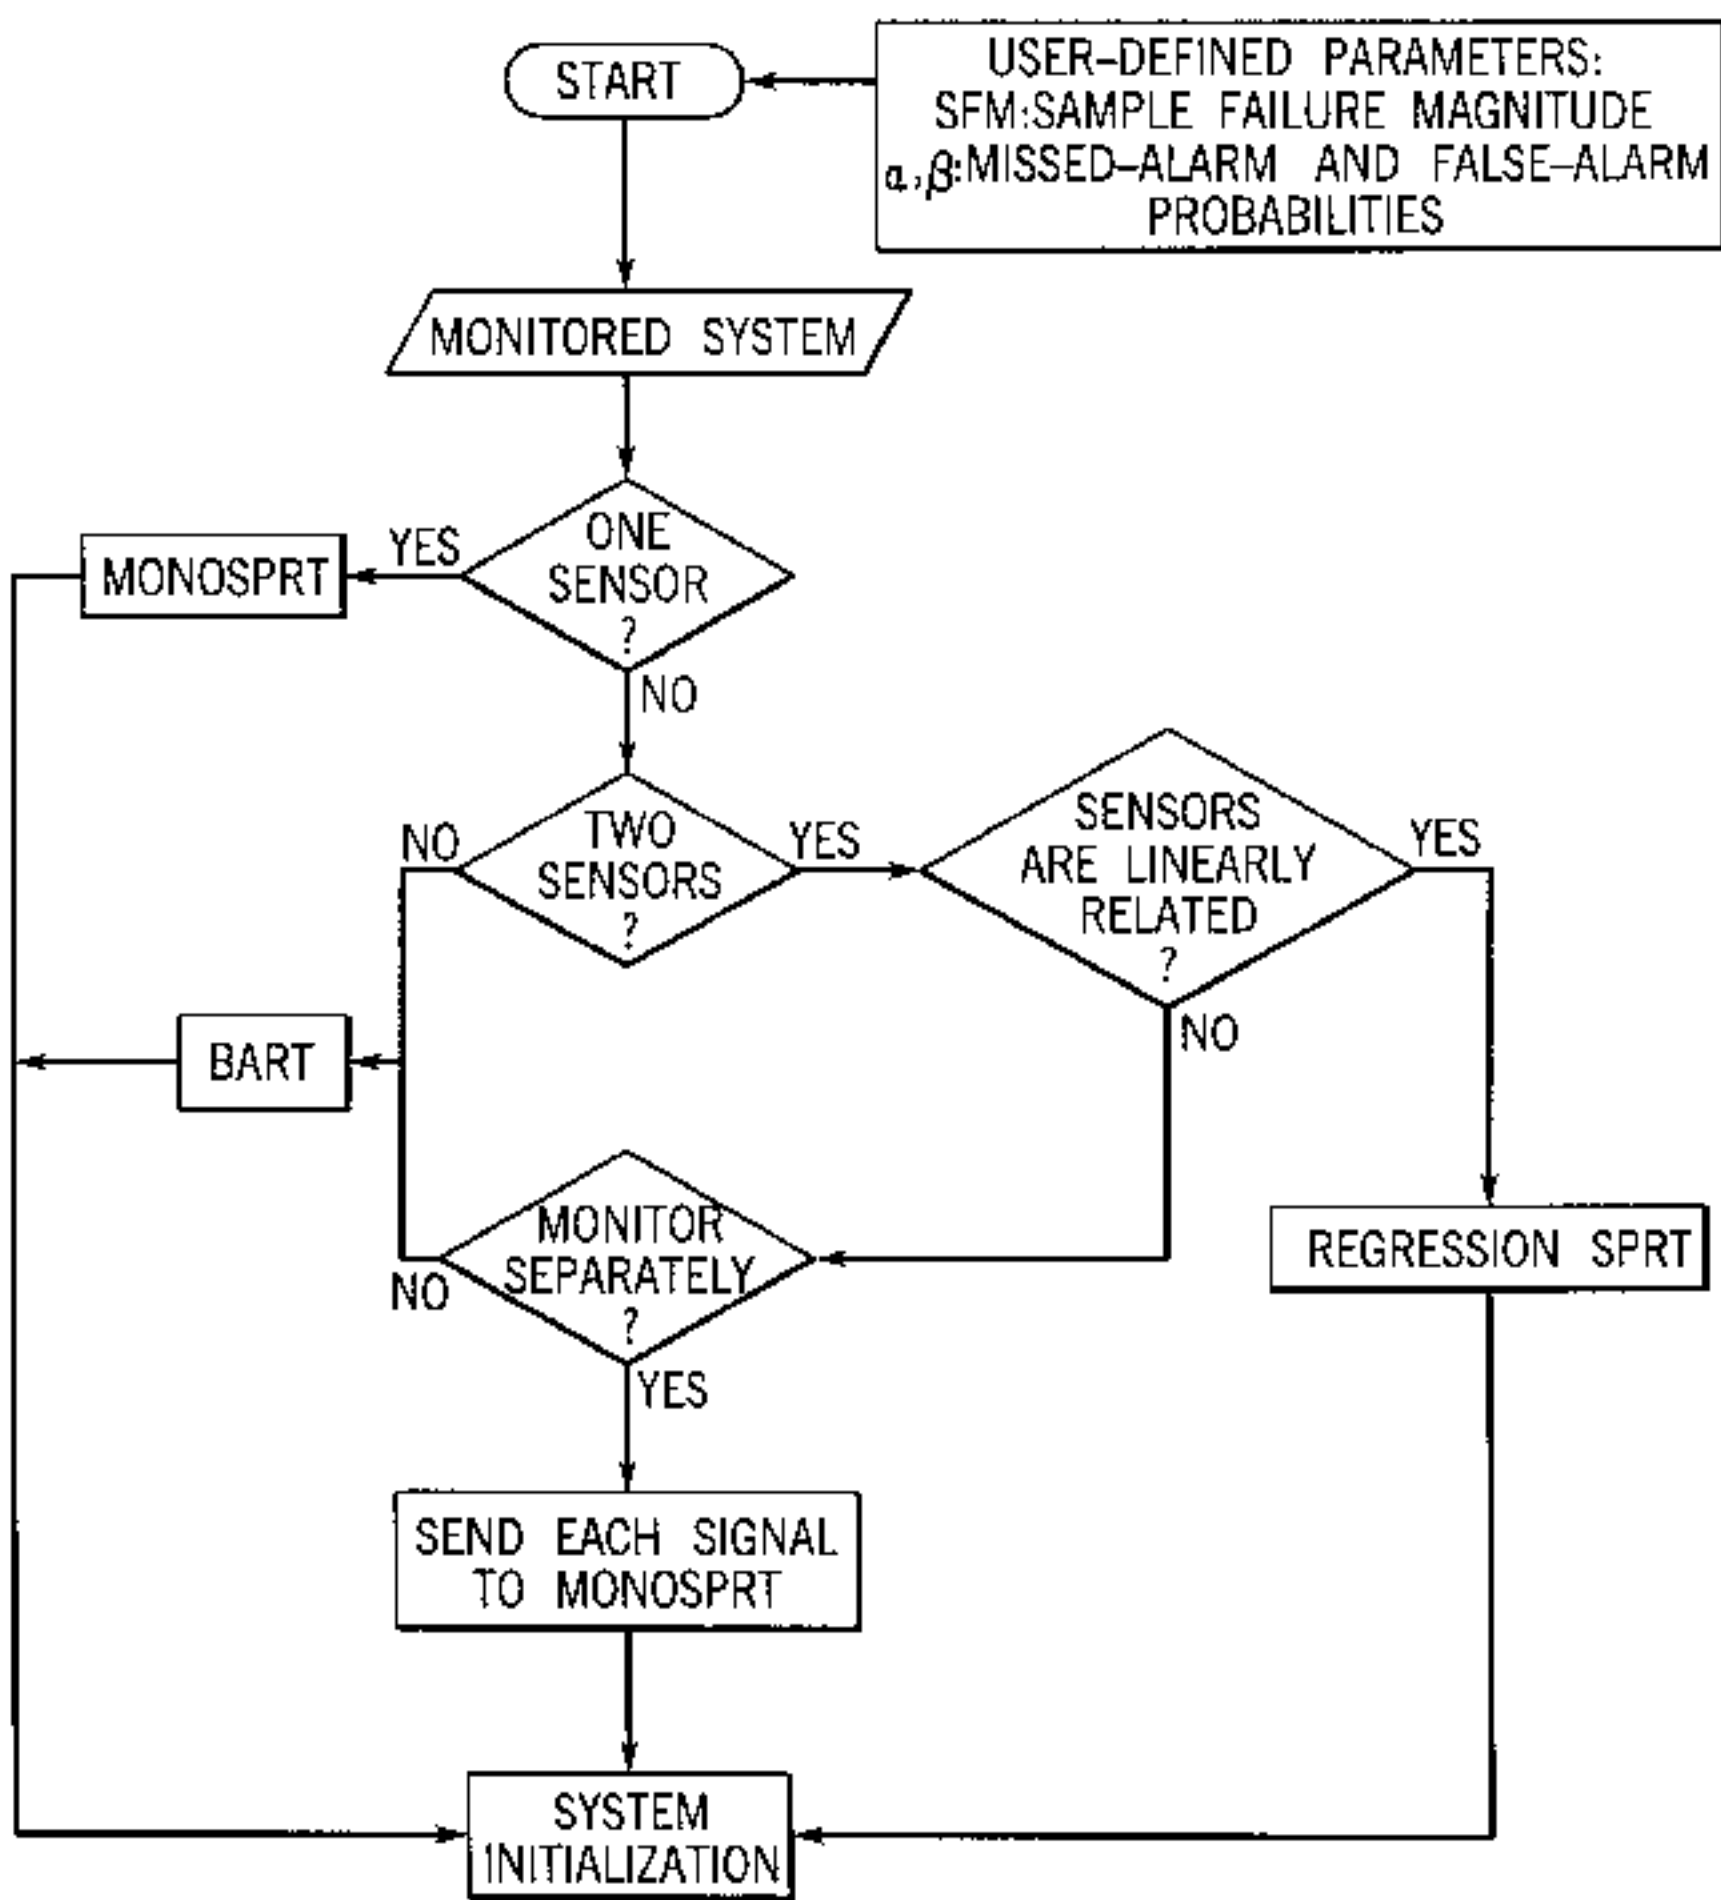 START
USER-DEFINED PARAMETERS:
SFM:SAMPLE FAILURE MAGNITUDE
α,β:MISSED-ALARM AND FALSE-ALARM
PROBABILITIES
MONITORED SYSTEM
ONE
SENSOR
?
YES
MONOSPRT
NO
TWO
SENSORS
?
NO
YES
SENSORS
ARE LINEARLY
RELATED
?
YES
NO
BART
MONITOR
SEPARATELY
?
NO
YES
REGRESSION SPRT
SEND EACH SIGNAL
TO MONOSPRT
SYSTEM
INITIALIZATION